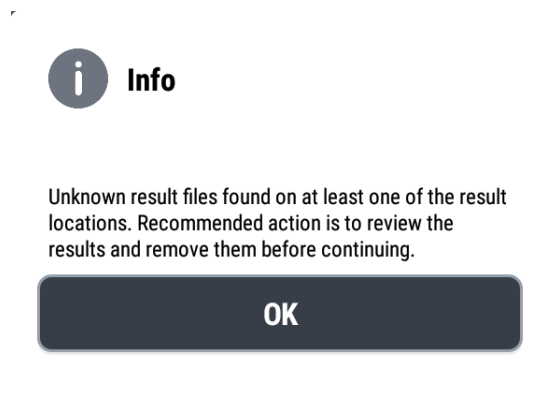 Info
Unknown result files found on at least one of the result
locations. Recommended action is to review the
results and remove them before continuing.
OK